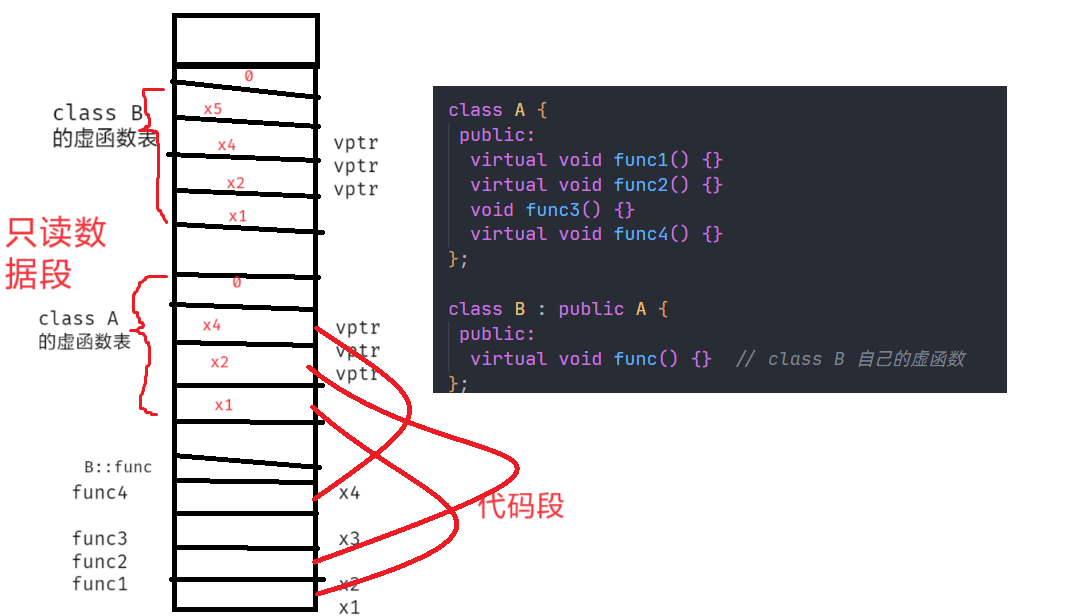 0
x5
x4
x2
x1
class B
的虚函数表
vptr
vptr
vptr
只读数
据段
0
x4
x2
x1
class A
的虚函数表
vptr
vptr
vptr
B::func
func4
func3
func2
func1
x4
x3
x2
x1
代码段
class A {
public:
virtual void func1() {}
virtual void func2() {}
void func3() {}
virtual void func4() {}
};
class B : public A {
public:
virtual void func() {} // class B 自己的虚函数
};